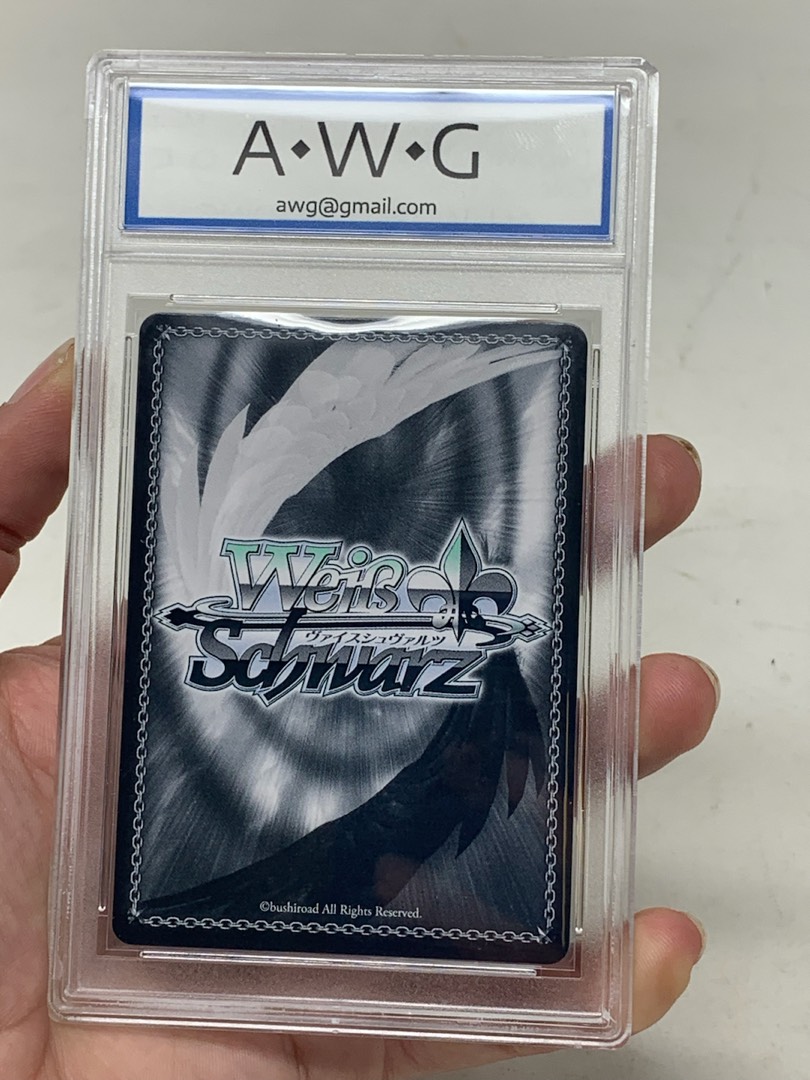 A◆W◆G
awg@gmail.com
Weiß
ヴァイスシュヴァルツ
Schwarz
©bushiroad All Rights Reserved.